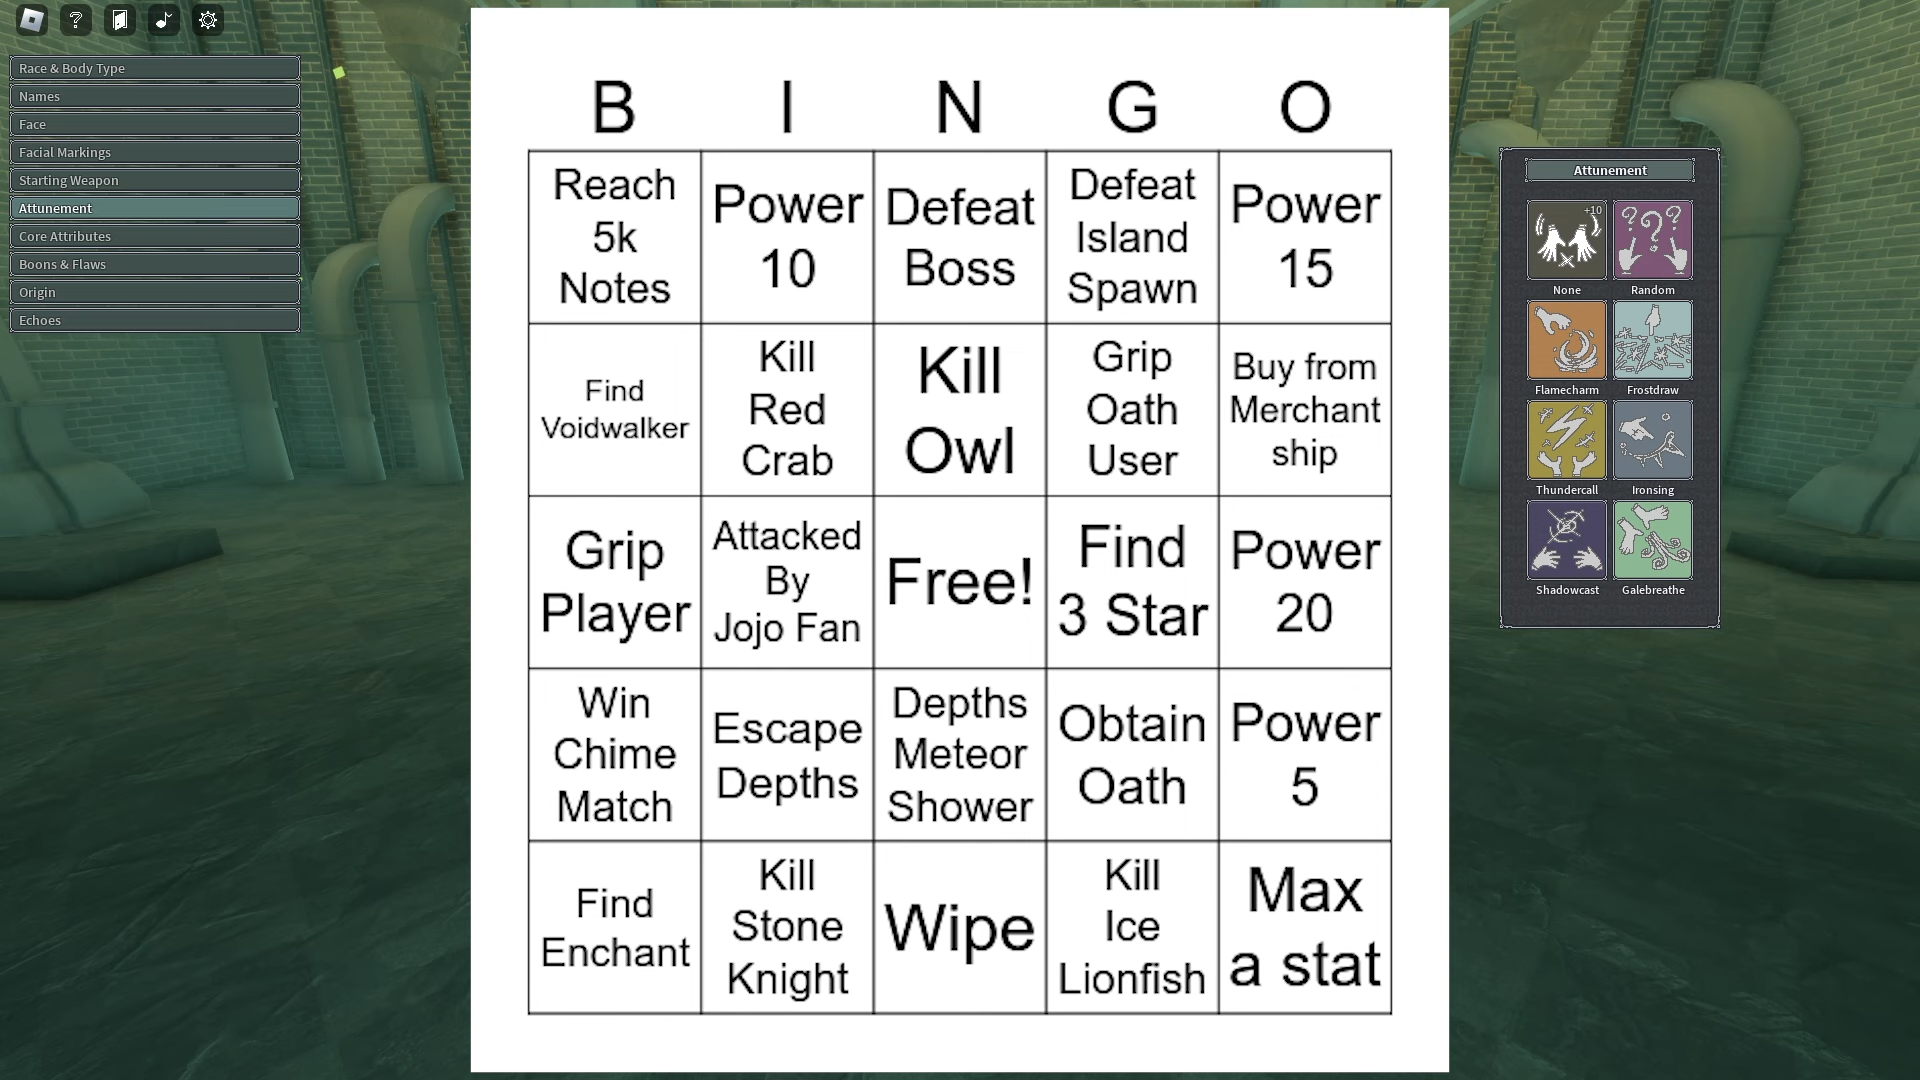 Race & Body Type
Names
Face
Facial Markings
Starting Weapon
Attunement
Core Attributes
Boons & Flaws
Origin
Echoes
B I N G O
Reach
5k
Notes
Power
10
Defeat
Boss
Defeat
Island
Spawn
Power
15
Find
Voidwalker
Kill
Red
Crab
Kill
Owl
Grip
Oath
User
Buy from
Merchant
ship
Grip
Player
Attacked
By
Jojo Fan
Free!
Find
3 Star
Power
20
Win
Chime
Match
Escape
Depths
Depths
Meteor
Shower
Obtain
Oath
Power
5
Find
Enchant
Kill
Stone
Knight
Wipe
Kill
Ice
Lionfish
Max
a stat
Attunement
+10
None Random
Flamecharm Frostdraw
Thundercall Ironsing
Shadowcast Galebreathe